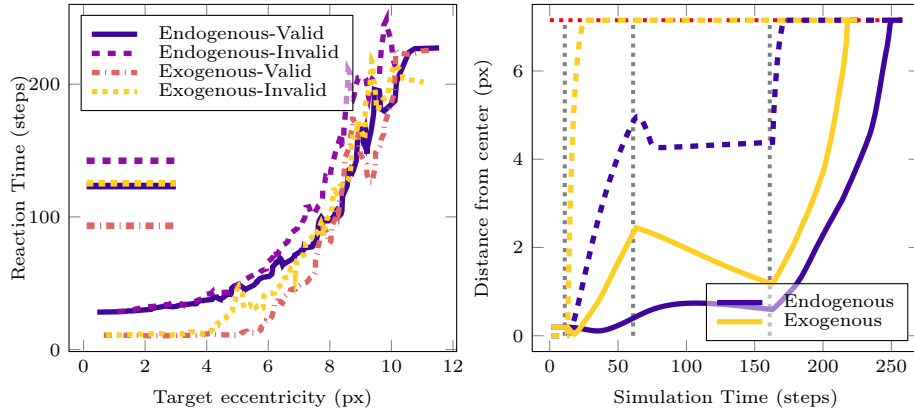 Endogenous-Valid
Endogenous-Invalid
Exogenous-Valid
Exogenous-Invalid
200
100
0
Reaction Time (steps)
0 2 4 6 8 10 12
Target eccentricity (px)
6
4
2
0
Distance from center (px)
Endogenous
Exogenous
0 50 100 150 200 250
Simulation Time (steps)